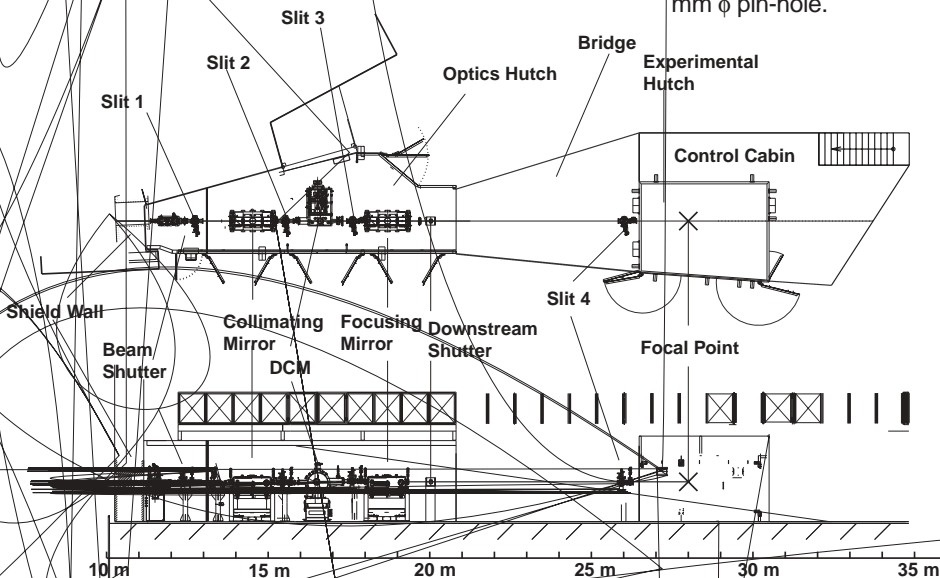 mm ϕ pin-hole.
Slit 3
Bridge
Slit 2
Experimental
Hutch
Optics Hutch
Slit 1
Control Cabin
Slit 4
Shield Wall
Collimating
Mirror
Focusing
Mirror
Downstream
Shutter
Beam
Shutter
DCM
Focal Point
10 m
15 m
20 m
25 m
30 m
35 m